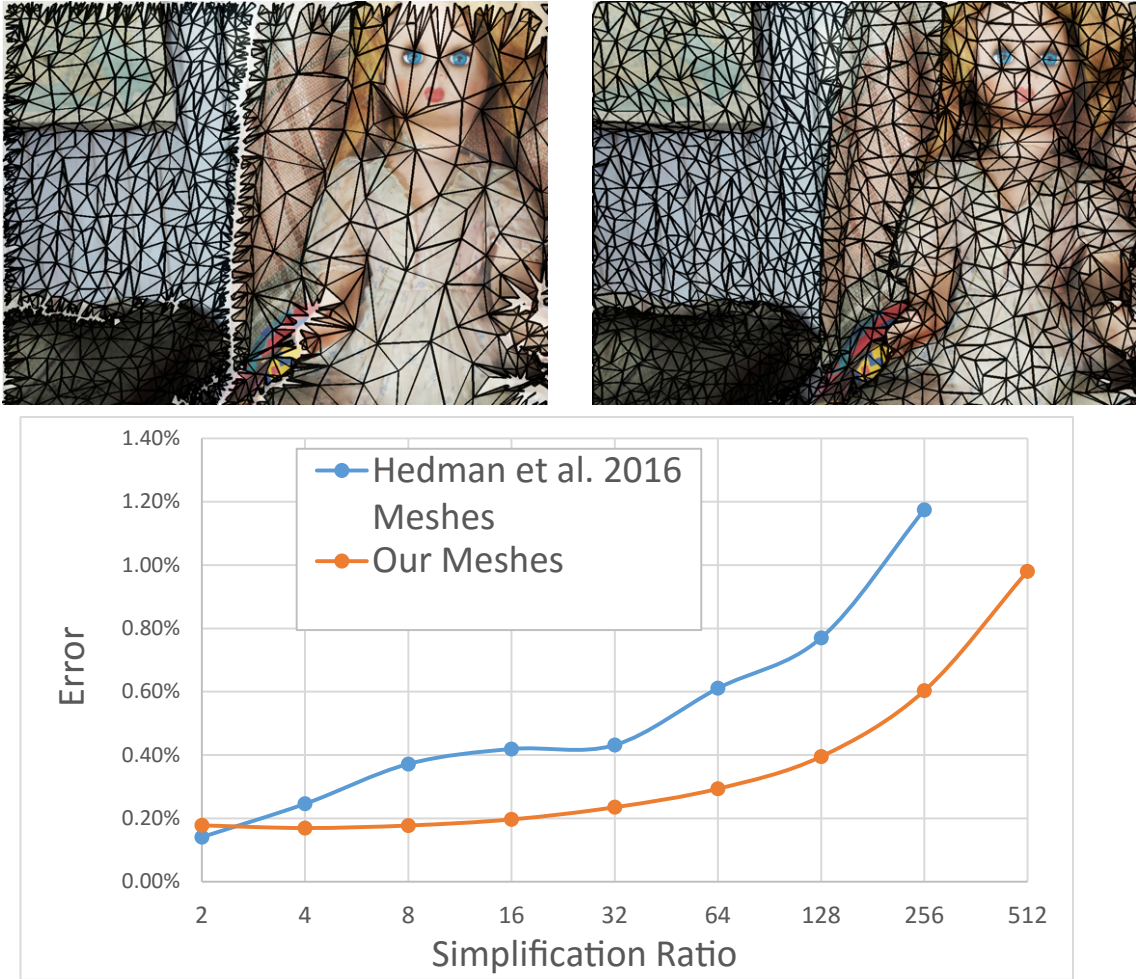 1.40%
1.20%
1.00%
0.80%
0.60%
0.40%
0.20%
0.00%
Error
Hedman et al. 2016
Meshes
Our Meshes
2 4 8 16 32 64 128 256 512
Simplification Ratio